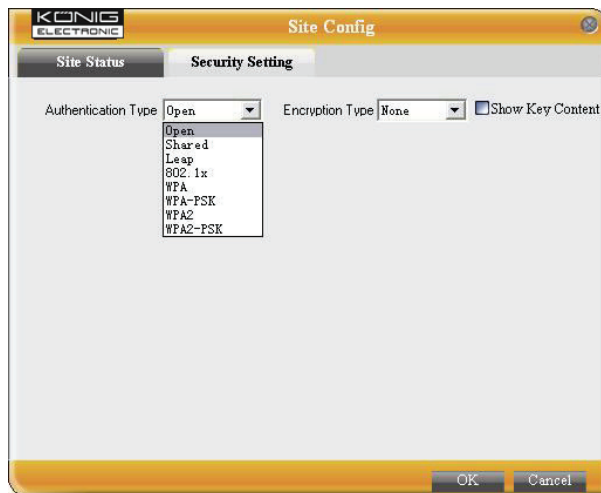 KÖNIG
ELECTRONIC
Site Config
Site Status
Security Setting
Authentication Type Open
Encryption Type None
Show Key Content
Open
Shared
Leap
802.1x
WPA
WPA-PSK
WPA2
WPA2-PSK
OK
Cancel